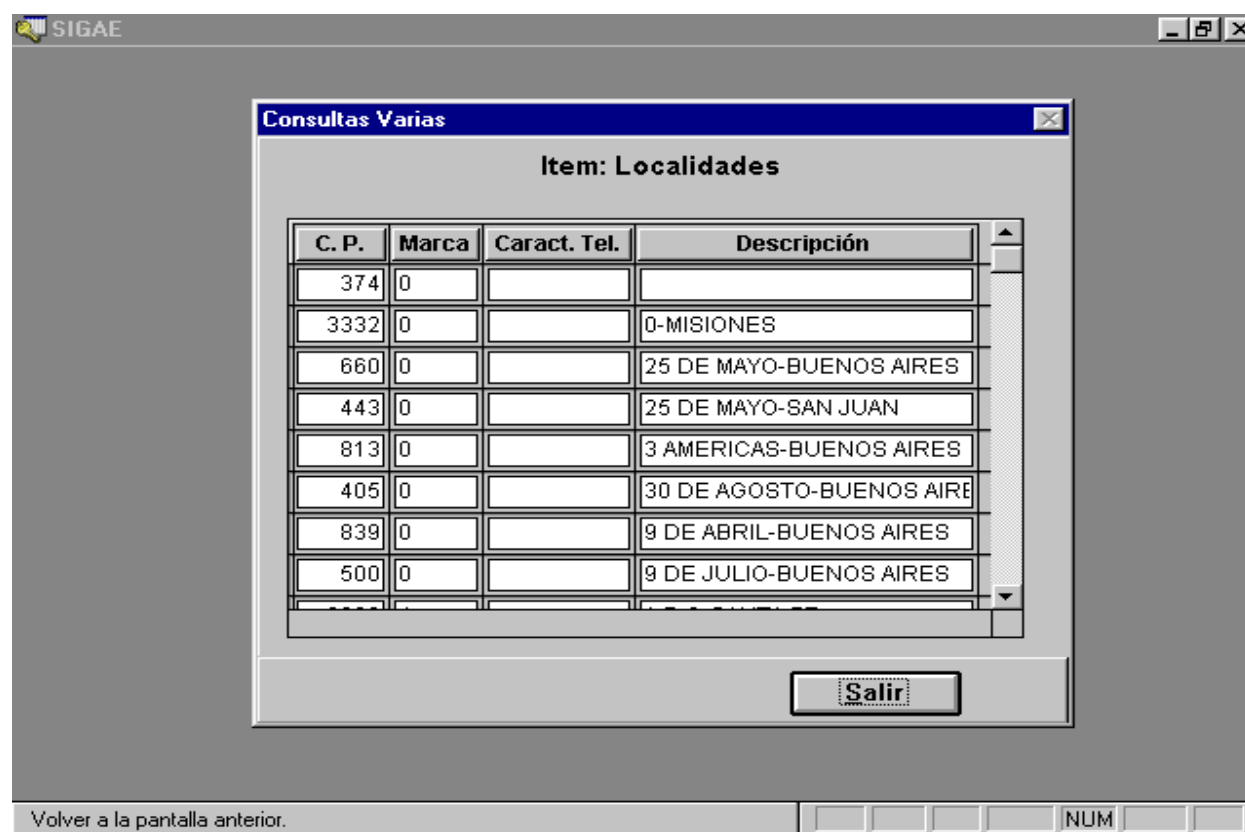 SIGAE
Consultas Varias
Item: Localidades
C. P. Marca Caract. Tel. Descripción
374 0
3332 0 0-MISIONES
660 0 25 DE MAYO-BUENOS AIRES
443 0 25 DE MAYO-SAN JUAN
813 0 3 AMERICAS-BUENOS AIRES
405 0 30 DE AGOSTO-BUENOS AIRE
839 0 9 DE ABRIL-BUENOS AIRES
500 0 9 DE JULIO-BUENOS AIRES
Salir
Volver a la pantalla anterior. NUM